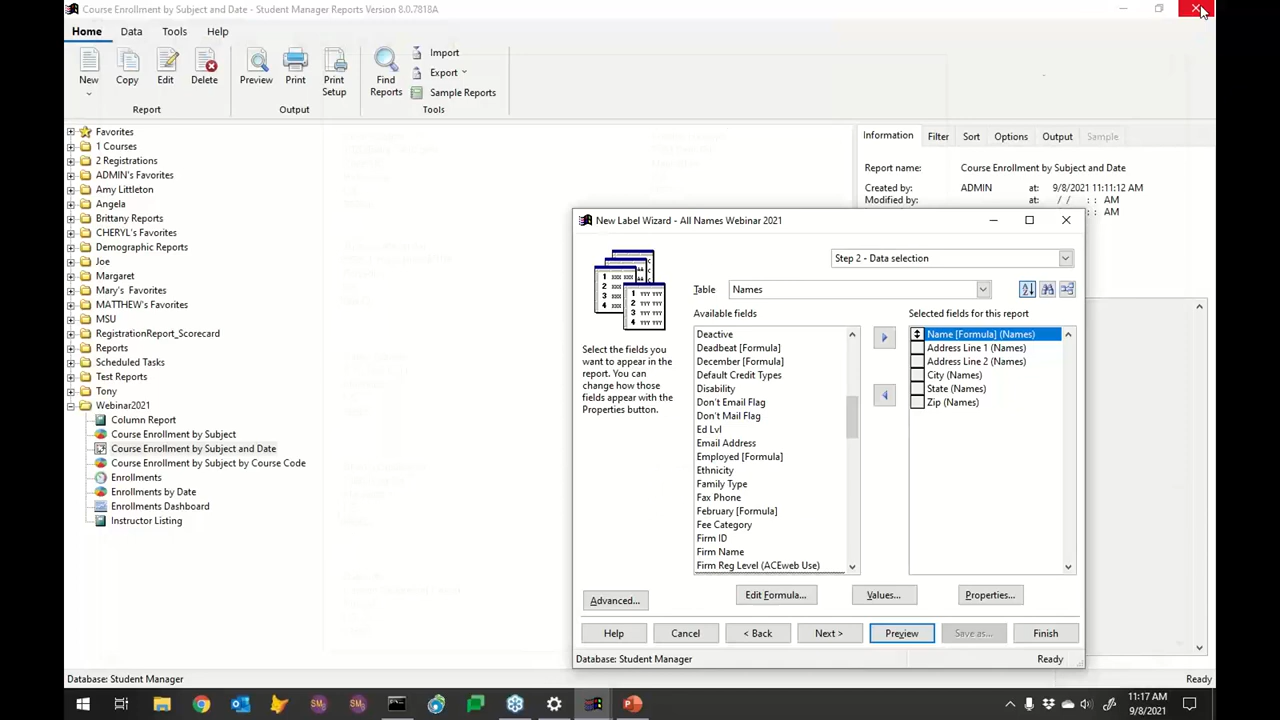 Course Enrollment by Subject and Date - Student Manager Reports Version 8.0.7818A
Home Data Tools Help
New Copy Edit Delete Preview Print Print Setup Find Reports
Import
Export
Sample Reports
Report Output Tools
Favorites
1 Courses
2 Registrations
ADMIN's Favorites
Amy Littleton
Angela
Brittany Reports
CHERYL's Favorites
Demographic Reports
Joe
Margaret
Mary's Favorites
MATTHEW's Favorites
MSU
RegistrationReport_Scorecard
Reports
Scheduled Tasks
Test Reports
Tony
Webinar2021
Column Report
Course Enrollment by Subject
Course Enrollment by Subject and Date
Course Enrollment by Subject by Course Code
Enrollments
Enrollments by Date
Enrollments Dashboard
Instructor Listing
Information Filter Sort Options Output Sample
Report name: Course Enrollment by Subject and Date
Created by: ADMIN at: 9/8/2021 11:11:12 AM
Modified by: at: / / : : AM
: : AM
New Label Wizard - All Names Webinar 2021
Step 2 - Data selection
Table Names
Available fields
Deactive
Deadbeat [Formula]
December [Formula]
Default Credit Types
Disability
Don't Email Flag
Don't Mail Flag
Ed Lvl
Email Address
Employed [Formula]
Ethnicity
Family Type
Fax Phone
February [Formula]
Fee Category
Firm ID
Firm Name
Firm Reg Level (ACEweb Use)
Selected fields for this report
Name [Formula] (Names)
Address Line 1 (Names)
Address Line 2 (Names)
City (Names)
State (Names)
Zip (Names)
Select the fields you
want to appear in the
report. You can
change how those
fields appear with the
Properties button.
Advanced... Edit Formula... Values... Properties...
Help Cancel < Back Next > Preview Save as... Finish
Database: Student Manager Ready
Database: Student Manager Ready
11:17 AM
9/8/2021